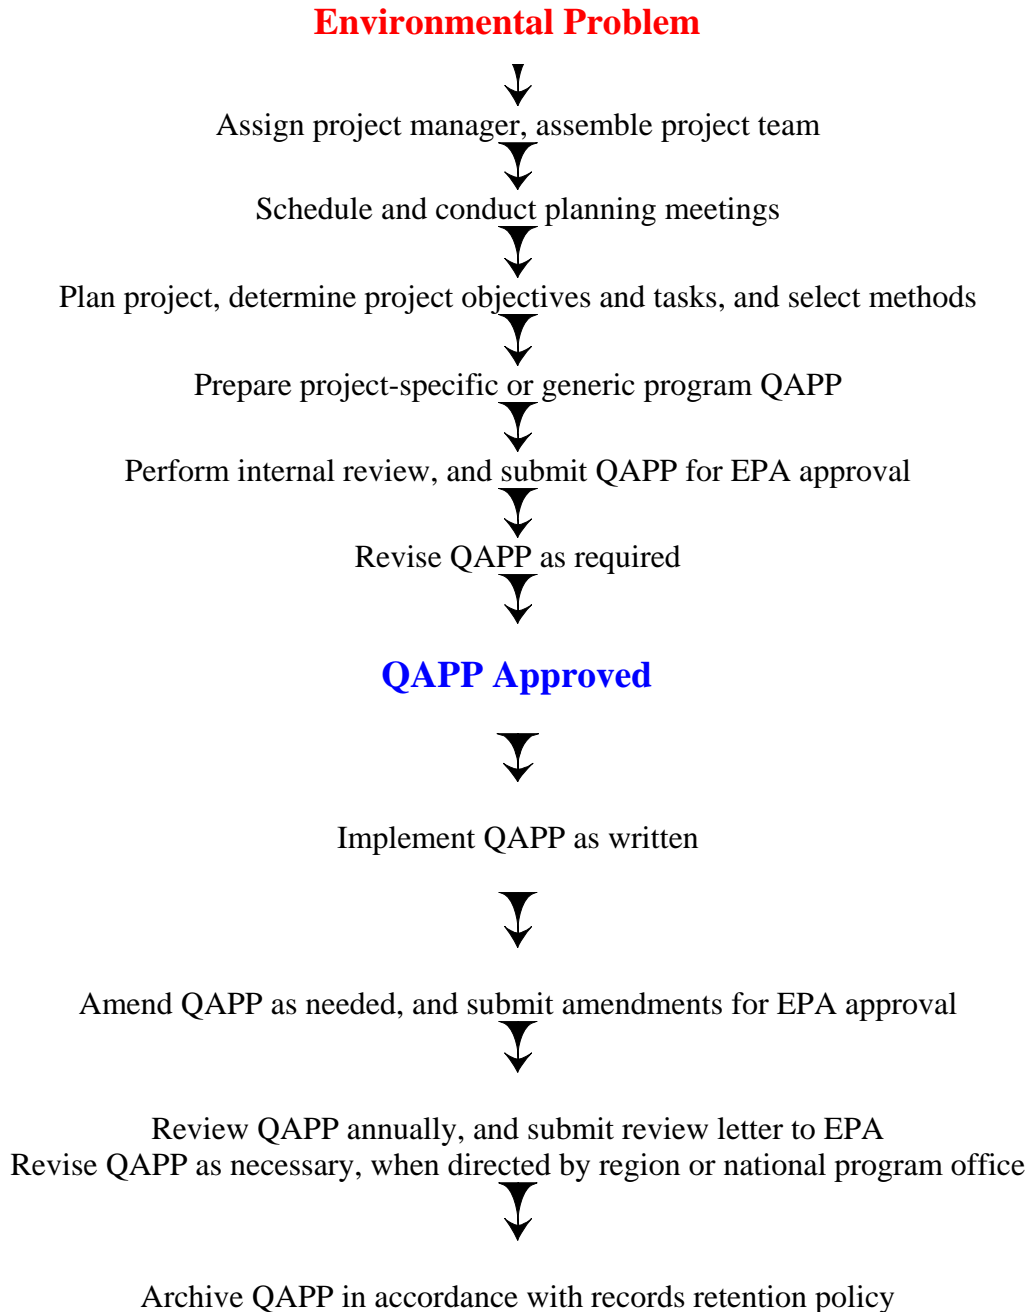 Environmental Problem
Assign project manager, assemble project team
Schedule and conduct planning meetings
Plan project, determine project objectives and tasks, and select methods
Prepare project-specific or generic program QAPP
Perform internal review, and submit QAPP for EPA approval
Revise QAPP as required
QAPP Approved
Implement QAPP as written
Amend QAPP as needed, and submit amendments for EPA approval
Review QAPP annually, and submit review letter to EPA
Revise QAPP as necessary, when directed by region or national program office
Archive QAPP in accordance with records retention policy